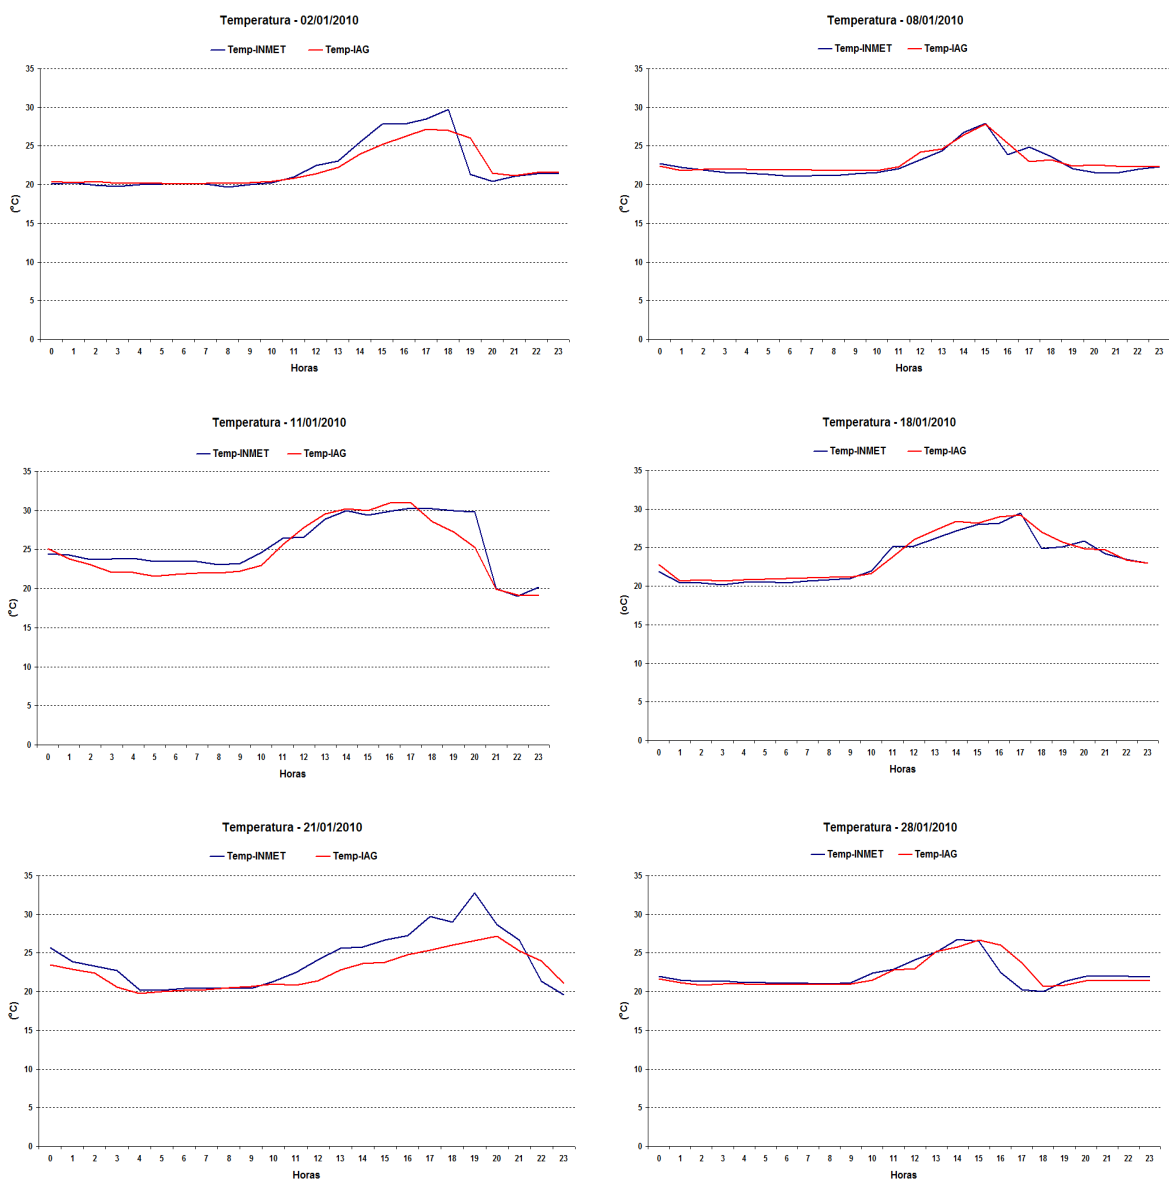 Temperatura - 02/01/2010
Temp-INMET Temp-IAG
35
30
25
20
15
10
5
0
(°C)
0 1 2 3 4 5 6 7 8 9 10 11 12 13 14 15 16 17 18 19 20 21 22 23
Horas
Temperatura - 08/01/2010
Temp-INMET Temp-IAG
35
30
25
20
15
10
5
0
(°C)
0 1 2 3 4 5 6 7 8 9 10 11 12 13 14 15 16 17 18 19 20 21 22 23
Horas
Temperatura - 11/01/2010
Temp-INMET Temp-IAG
35
30
25
20
15
10
5
0
(°C)
0 1 2 3 4 5 6 7 8 9 10 11 12 13 14 15 16 17 18 19 20 21 22 23
Horas
Temperatura - 18/01/2010
Temp-INMET Temp-IAG
35
30
25
20
15
10
5
0
(oC)
0 1 2 3 4 5 6 7 8 9 10 11 12 13 14 15 16 17 18 19 20 21 22 23
Horas
Temperatura - 21/01/2010
Temp-INMET Temp-IAG
35
30
25
20
15
10
5
0
(°C)
0 1 2 3 4 5 6 7 8 9 10 11 12 13 14 15 16 17 18 19 20 21 22 23
Horas
Temperatura - 28/01/2010
Temp-INMET Temp-IAG
35
30
25
20
15
10
5
0
(°C)
0 1 2 3 4 5 6 7 8 9 10 11 12 13 14 15 16 17 18 19 20 21 22 23
Horas